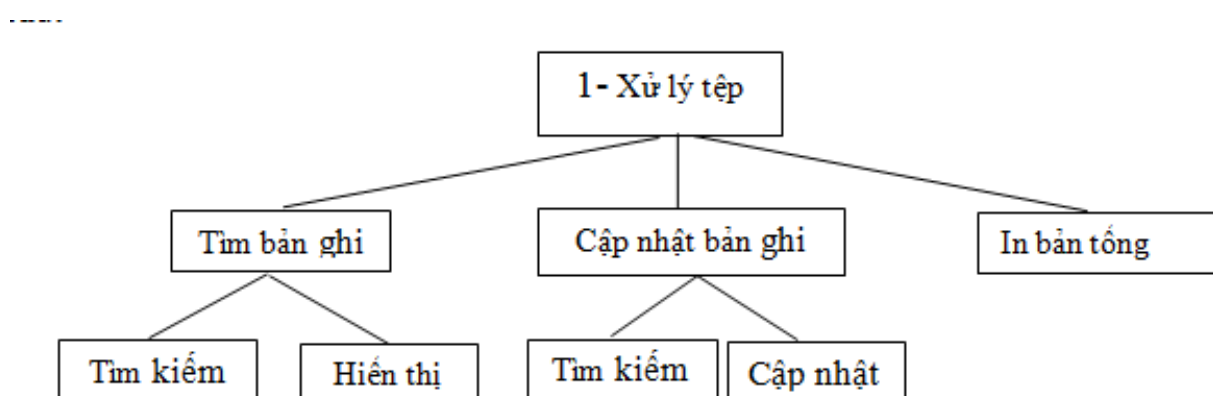 1- Xử lý tệp
Tìm bản ghi
Cập nhật bản ghi
In bản tổng
Tìm kiếm
Hiển thị
Tìm kiếm
Cập nhật